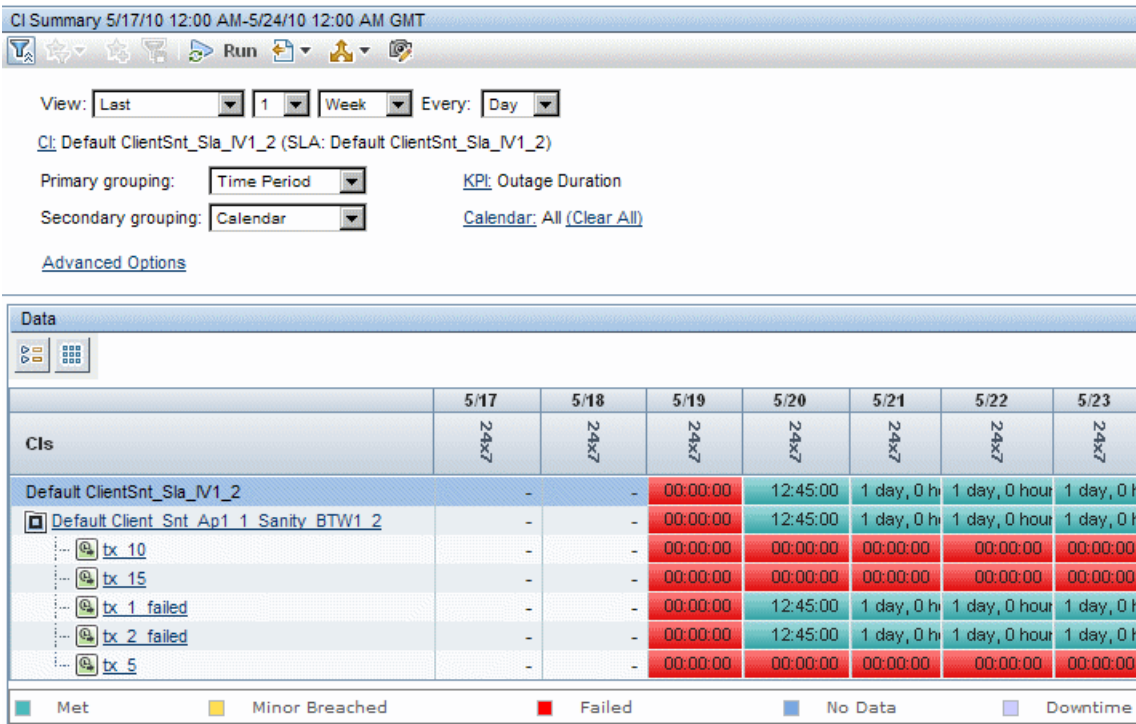 CI Summary 5/17/10 12:00 AM-5/24/10 12:00 AM GMT
Run
View: Last 1 Week Every: Day
CI: Default ClientSnt_Sla_IV1_2 (SLA: Default ClientSnt_Sla_IV1_2)
Primary grouping: Time Period KPI: Outage Duration
Secondary grouping: Calendar Calendar: All (Clear All)
Advanced Options
Data
5/17 5/18 5/19 5/20 5/21 5/22 5/23
CIs 24x7 24x7 24x7 24x7 24x7 24x7 24x7
Default ClientSnt_Sla_IV1_2 - - 00:00:00 12:45:00 1 day, 0 h 1 day, 0 hour 1 day, 0 h
Default_Client_Snt_Ap1_1_Sanity_BTW1_2 - - 00:00:00 12:45:00 1 day, 0 h 1 day, 0 hour 1 day, 0 h
tx_10 - - 00:00:00 00:00:00 00:00:00 00:00:00 00:00:00
tx_15 - - 00:00:00 00:00:00 00:00:00 00:00:00 00:00:00
tx_1_failed - - 00:00:00 12:45:00 1 day, 0 h 1 day, 0 hour 1 day, 0 h
tx_2_failed - - 00:00:00 12:45:00 1 day, 0 h 1 day, 0 hour 1 day, 0 h
tx_5 - - 00:00:00 00:00:00 00:00:00 00:00:00 00:00:00
Met Minor Breached Failed No Data Downtime